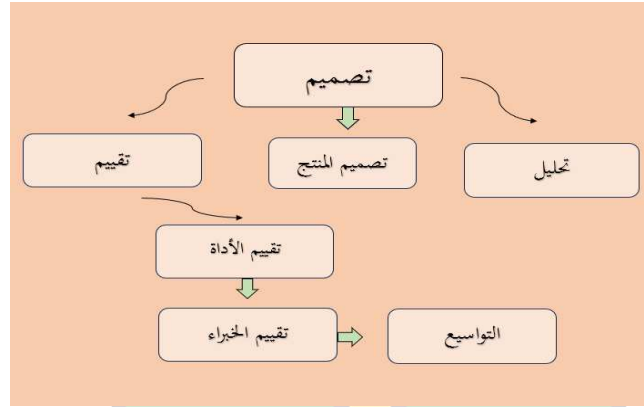 تصميم
تحليل
تصميم المنتج
تقييم
تقييم الأداة
تقييم الخبراء
التواسيع